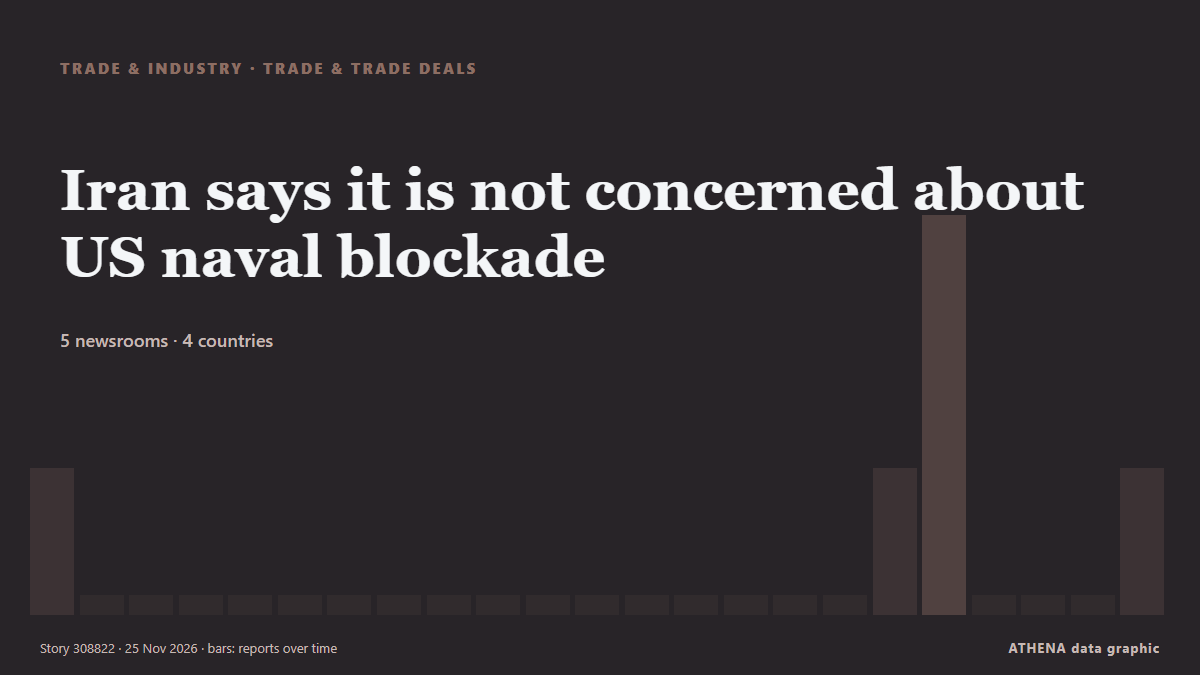 TRADE & INDUSTRY · TRADE & TRADE DEALS
Iran says it is not concerned about
US naval blockade
5 newsrooms · 4 countries
Story 308822 · 25 Nov 2026 · bars: reports over time
ATHENA data graphic